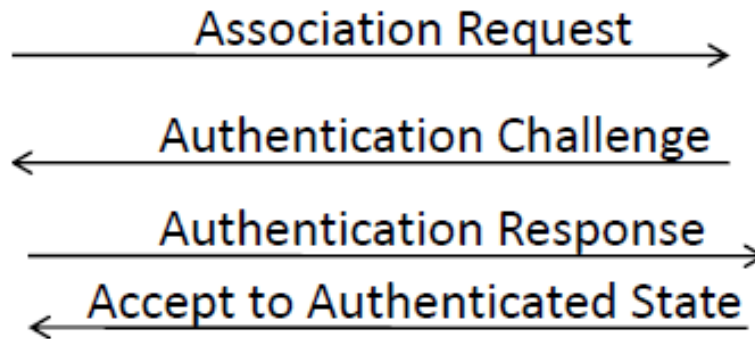 Association Request
Authentication Challenge
Authentication Response
Accept to Authenticated State